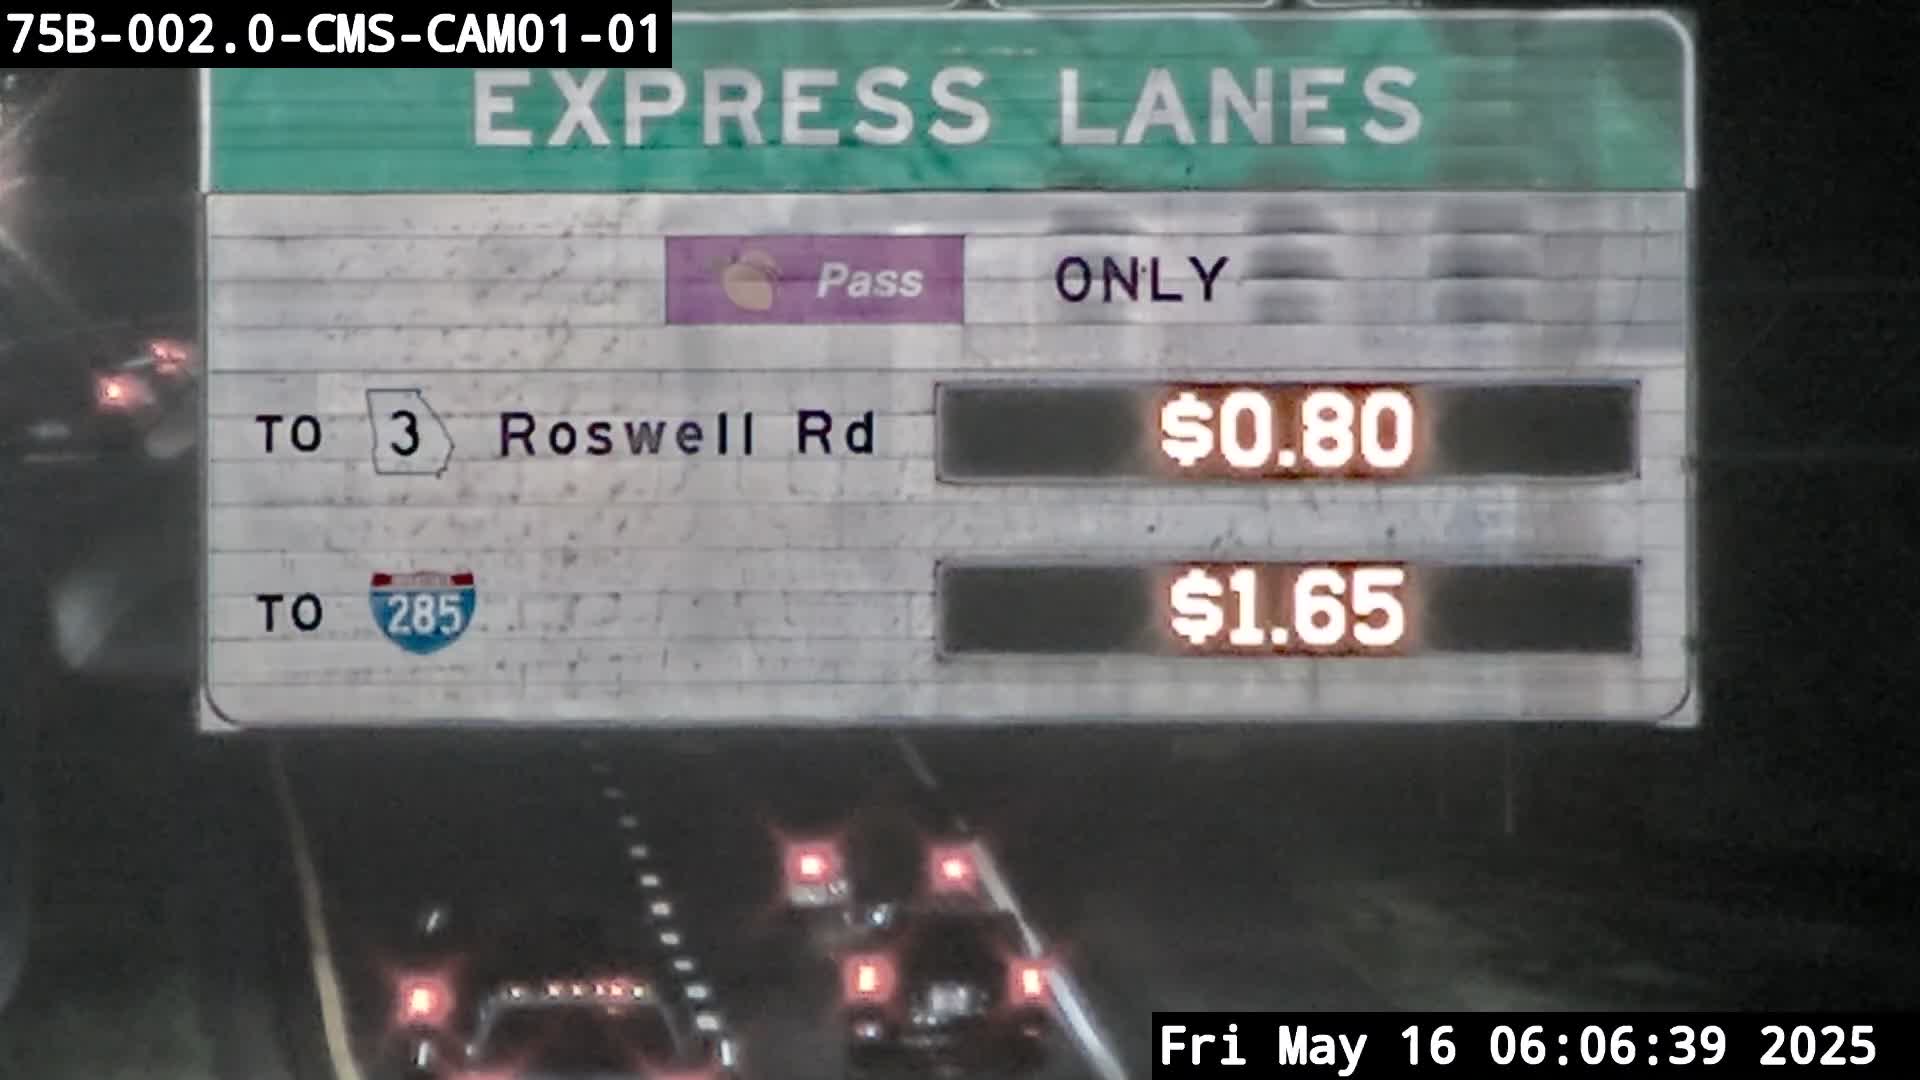 75B-002.0-CMS-CAM01-01
EXPRESS LANES
Pass ONLY
TO 3 Roswell Rd $0.80
TO 285 $1.65
Fri May 16 06:06:39 2025